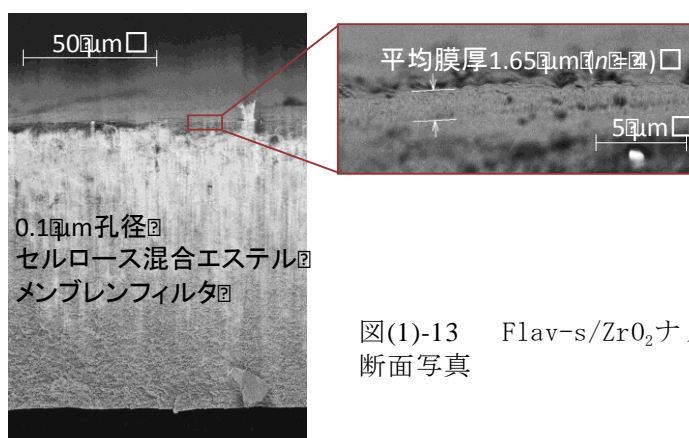 50 µm
平均膜厚1.65 µm (n = 4)
5 µm
0.1 µm孔径
セルロース混合エステル
メンブレンフィルタ
図(1)-13 Flav-s/ZrO₂ナ
断面写真